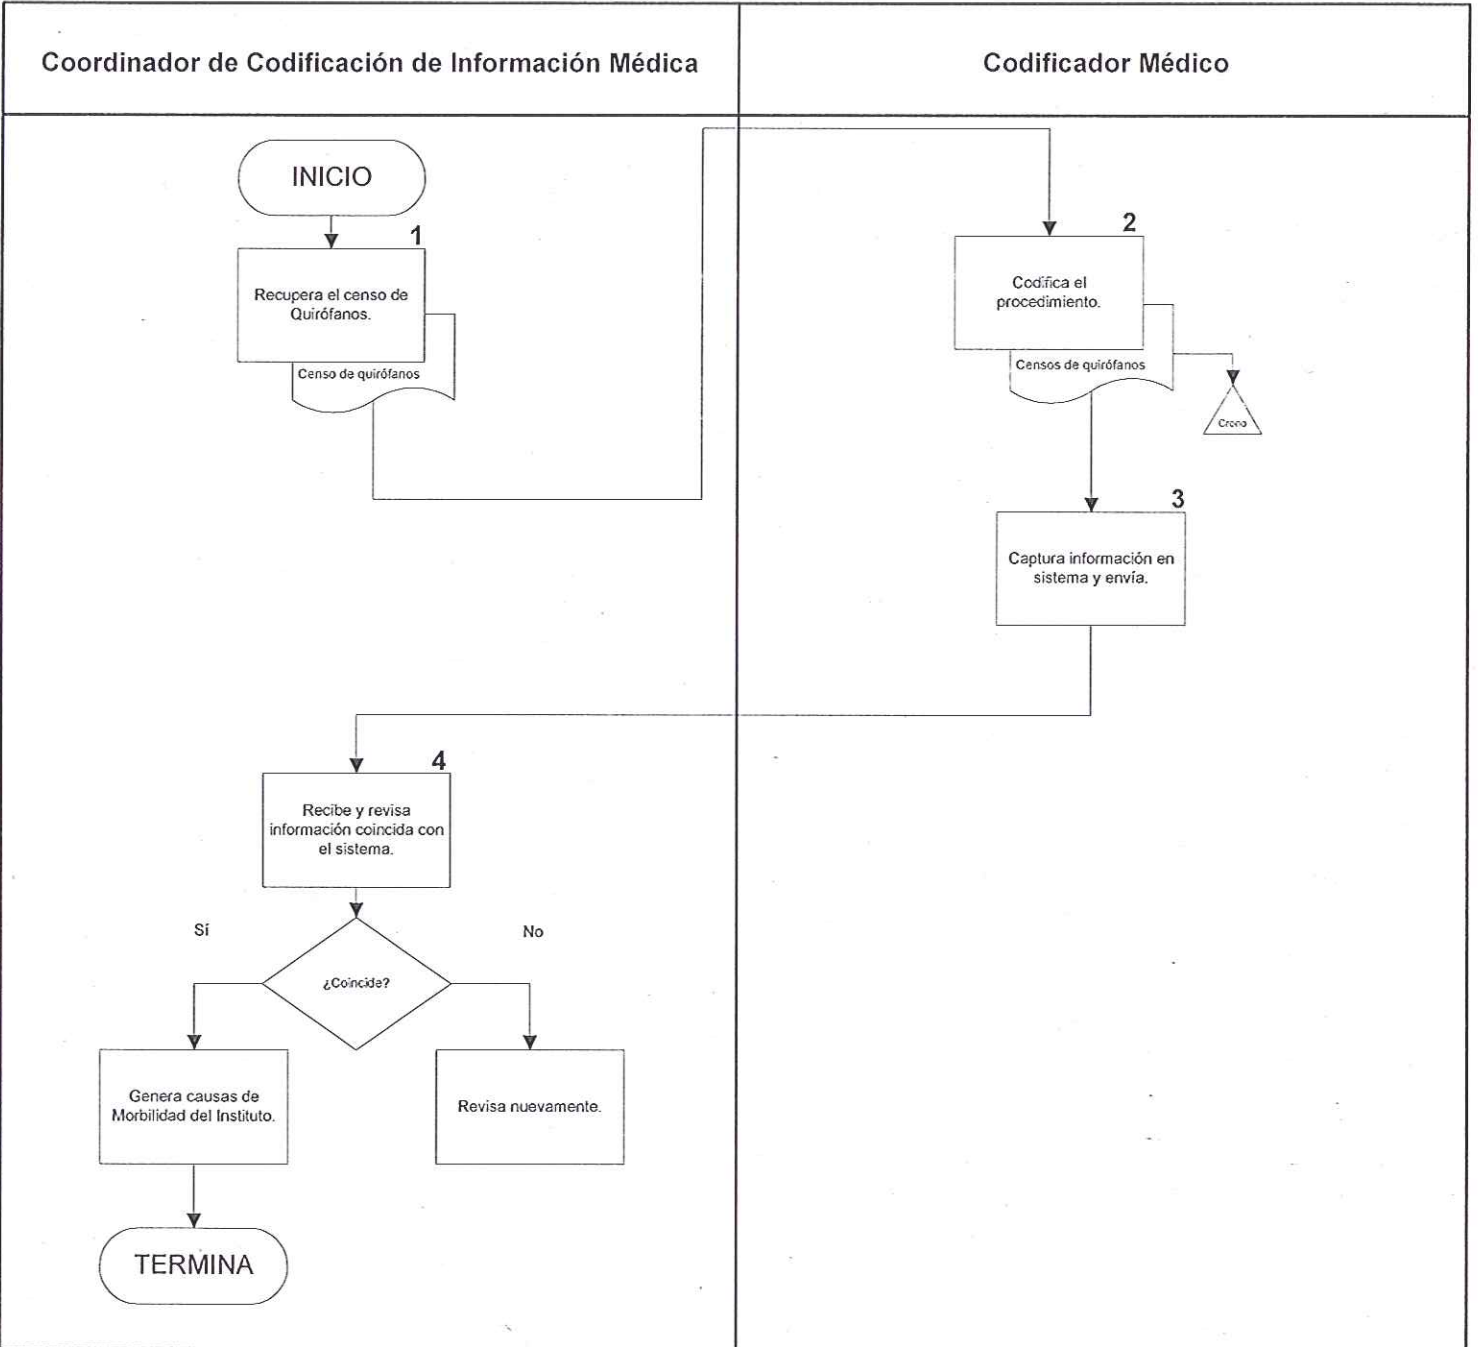 Coordinador de Codificación de Información Médica
Codificador Médico
INICIO
1
Recupera el censo de
Quirófanos.
Censo de quirófanos
2
Codifica el
procedimiento.
Censos de quirófanos
Crono
3
Captura información en
sistema y envía.
4
Recibe y revisa
información coincida con
el sistema.
¿Coincide?
Sí
No
Genera causas de
Morbilidad del Instituto.
Revisa nuevamente.
TERMINA